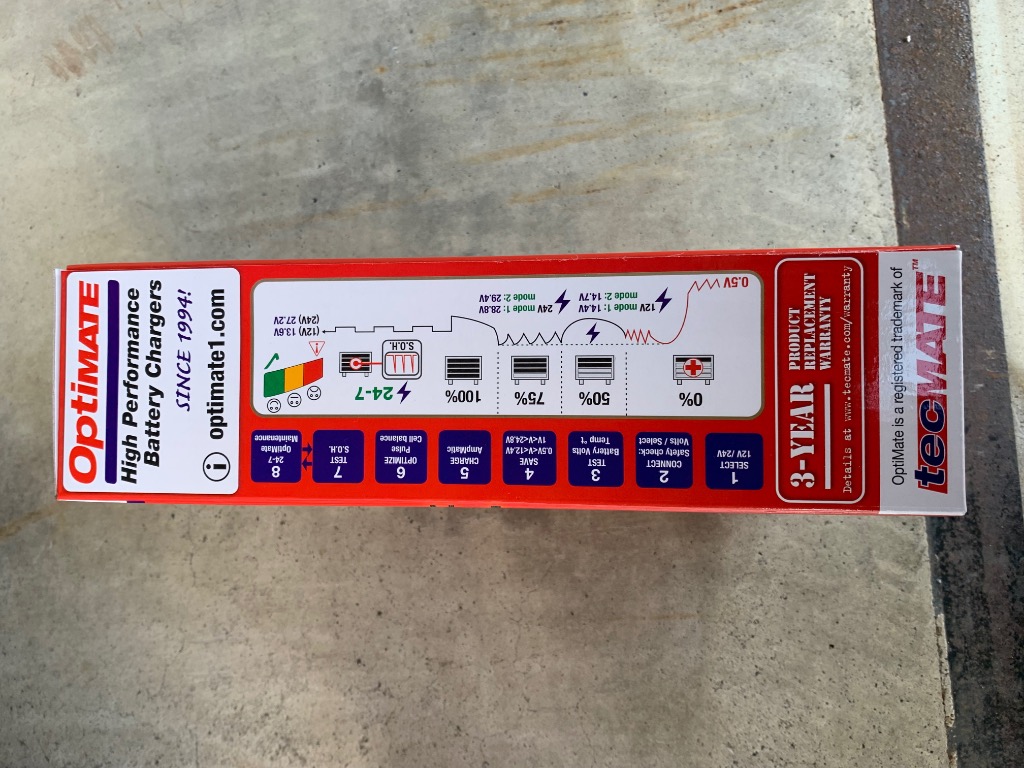 OptiMATE
High Performance
Battery Chargers
SINCE 1994!
i optimate1.com
1
SELECT
12V /24V
2
CONNECT
Safety check:
Volts / Select
3
TEST
Battery Volts
Temp °t
4
SAVE
0.5V<V<12.4V
1V<V<24.8V
5
CHARGE
AmpMatic
6
OPTIMIZE
Pulse
Cell balance
7
TEST
S.O.H.
8
24-7
OptiMate
Maintenance
0%
50%
75%
100%
24-7
S.O.H.
0.5V
12V mode 1: 14.4V
mode 2: 14.7V
24V mode 1: 28.8V
mode 2: 29.4V
(12V) 13.6V
(24V) 27.2V
3-YEAR
PRODUCT
REPLACEMENT
WARRANTY
Details at www.tecmate.com/warranty
OptiMate is a registered trademark of
tecMATE™